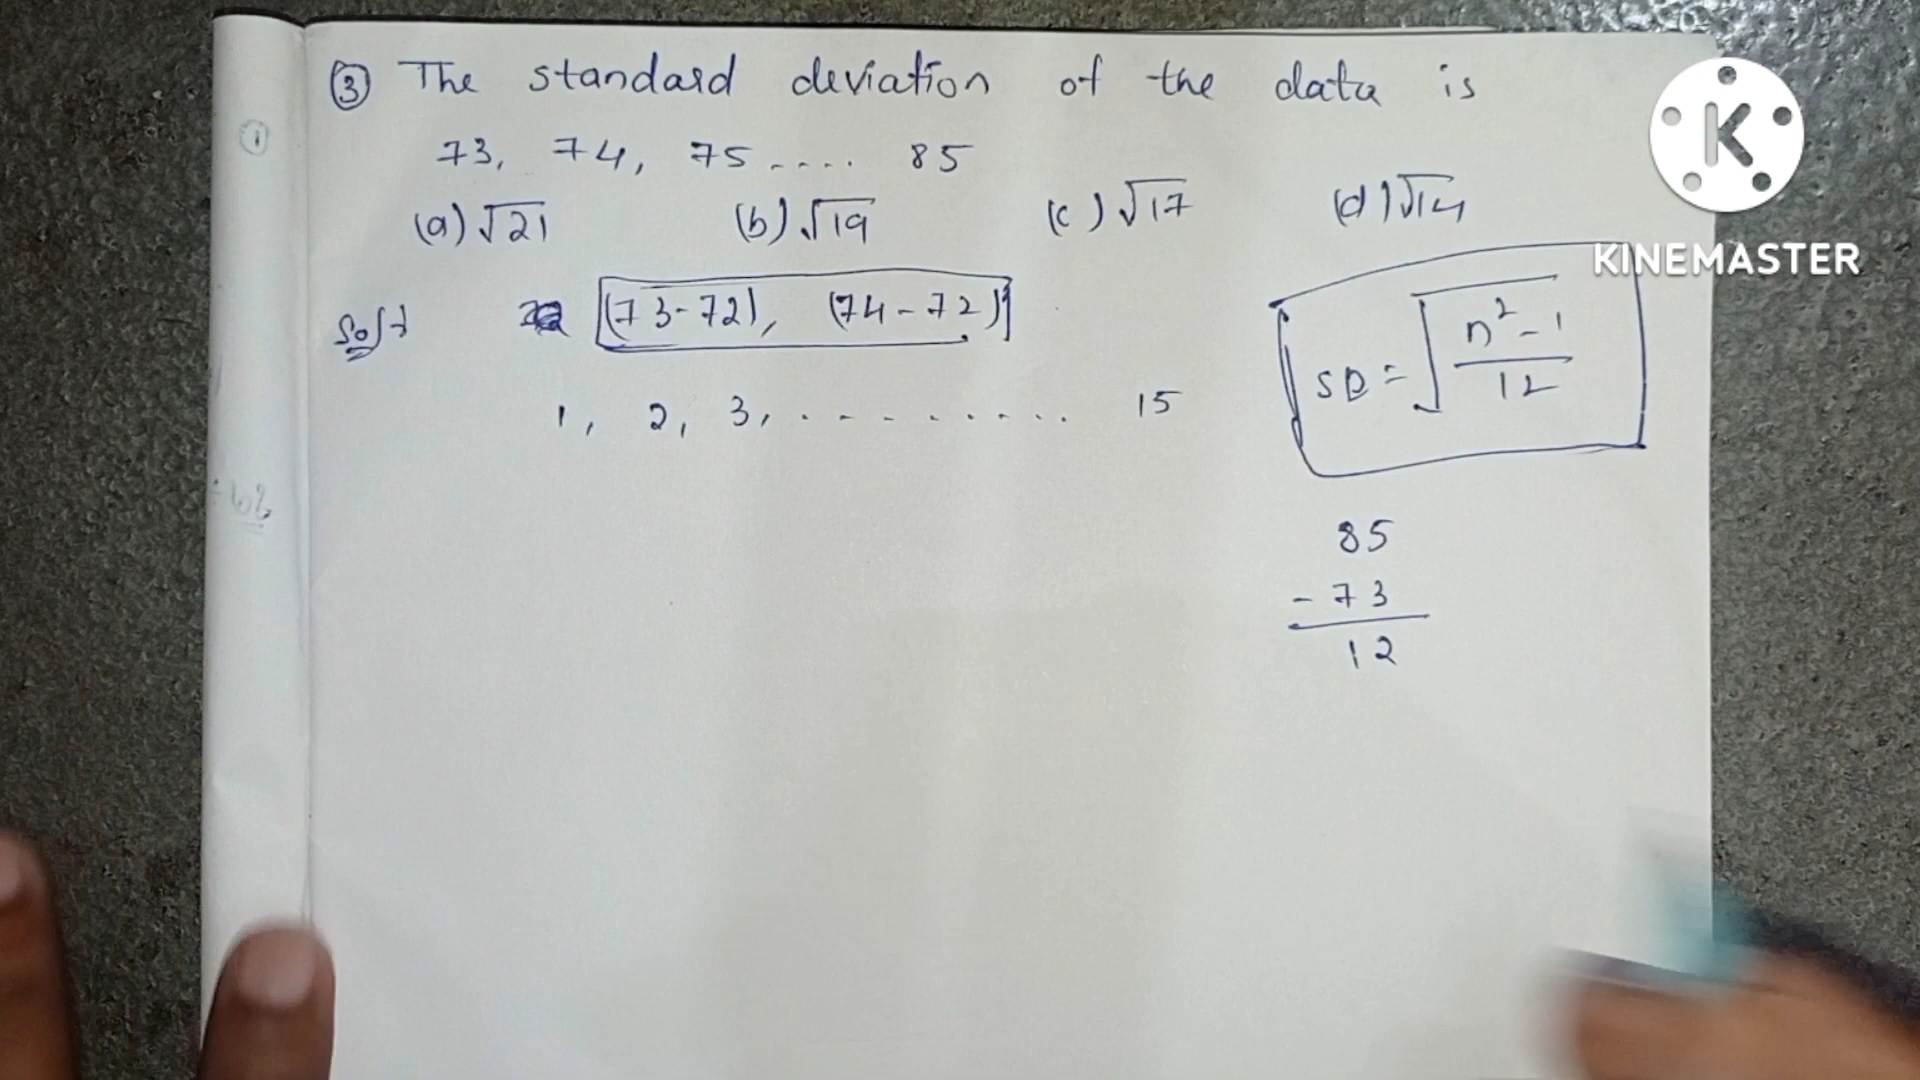 ③ The standard deviation of the data is
73, 74, 75 .... 85
(a) √21 (b) √19 (c) √17 (d) √14
(73-72), (74-72)
1, 2, 3, .......... 15
SD = √ n² - 1 / 12
85
- 73
12
K
KINEMASTER